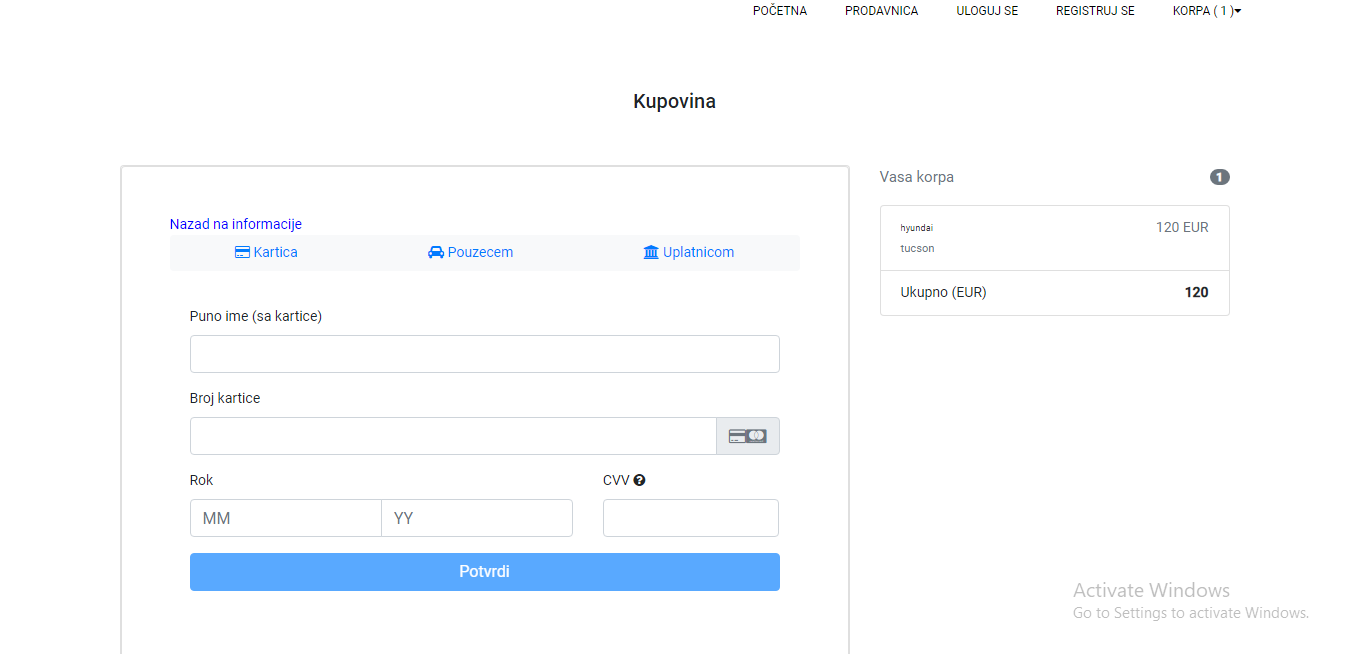 POČETNA PRODAVNICA ULOGUJ SE REGISTRUJ SE KORPA ( 1 )
Kupovina
Nazad na informacije
Kartica Pouzecem Uplatnicom
Puno ime (sa kartice)
Broj kartice
Rok CVV
MM YY
Potvrdi
Vasa korpa 1
hyundai 120 EUR
tucson
Ukupno (EUR) 120
Activate Windows
Go to Settings to activate Windows.